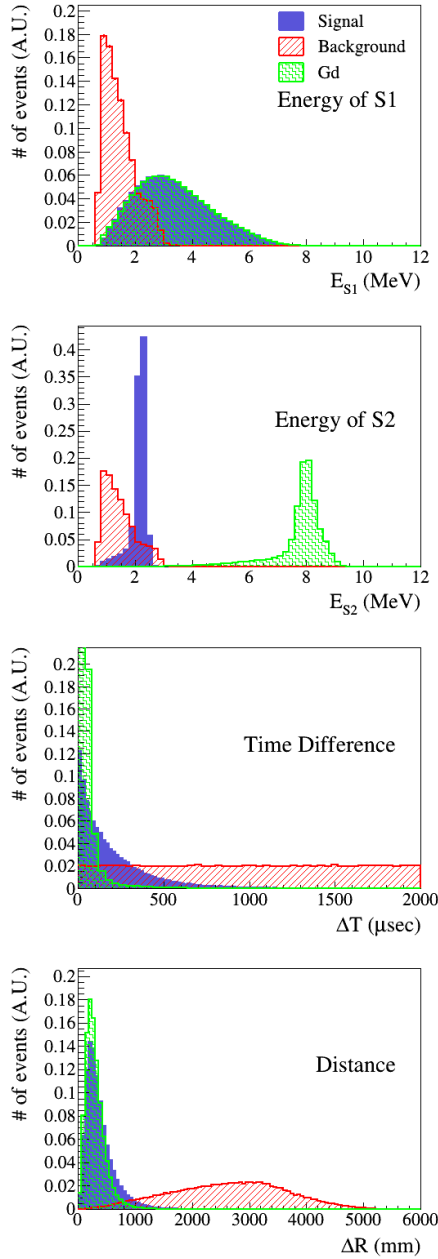 # of events (A.U.)
0.2
0.18
0.16
0.14
0.12
0.1
0.08
0.06
0.04
0.02
0
Signal
Background
Gd
Energy of S1
0 2 4 6 8 10 12
E_S1 (MeV)
# of events (A.U.)
0.4
0.35
0.3
0.25
0.2
0.15
0.1
0.05
0
Energy of S2
0 2 4 6 8 10 12
E_S2 (MeV)
# of events (A.U.)
0.2
0.18
0.16
0.14
0.12
0.1
0.08
0.06
0.04
0.02
0
Time Difference
0 500 1000 1500 2000
ΔT (μsec)
# of events (A.U.)
0.2
0.18
0.16
0.14
0.12
0.1
0.08
0.06
0.04
0.02
0
Distance
0 1000 2000 3000 4000 5000 6000
ΔR (mm)